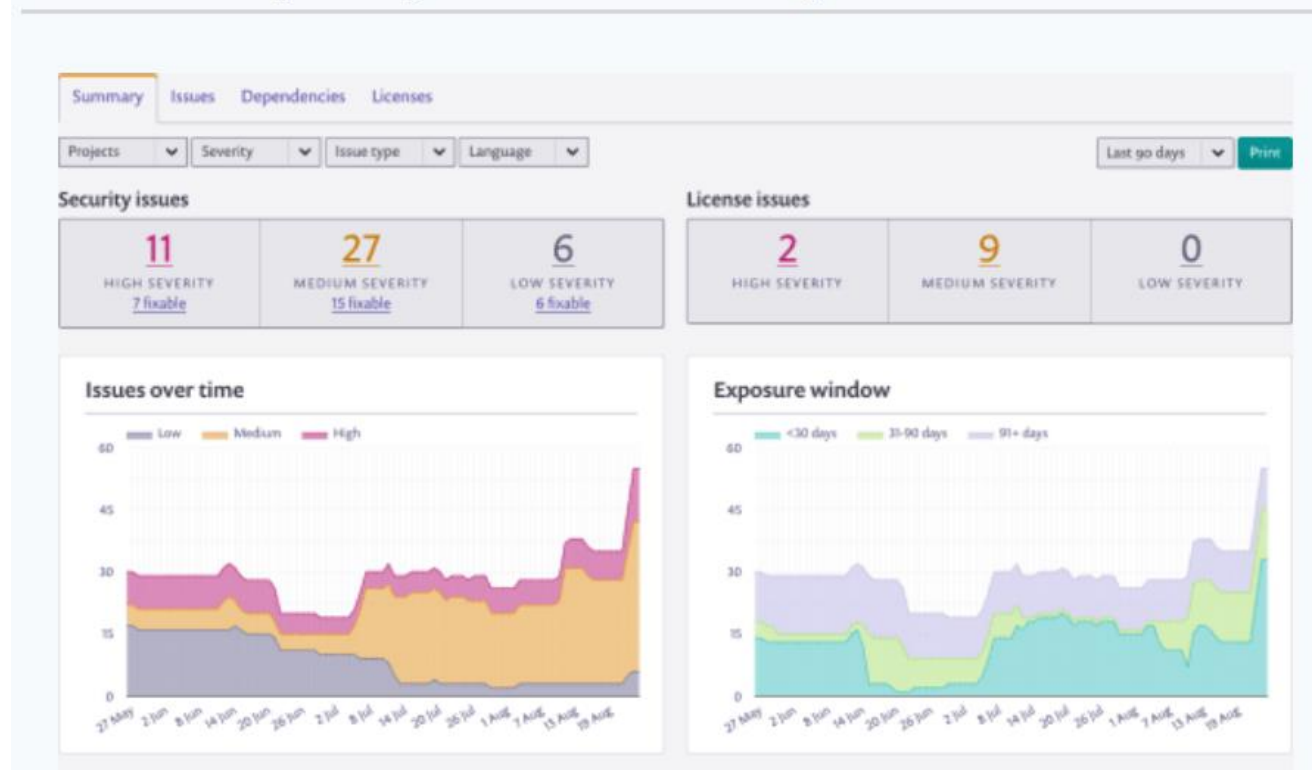 Summary Issues Dependencies Licenses
Projects Severity Issue type Language Last 90 days Print
Security issues
11 27 6
HIGH SEVERITY MEDIUM SEVERITY LOW SEVERITY
7 fixable 15 fixable 6 fixable
License issues
2 9 0
HIGH SEVERITY MEDIUM SEVERITY LOW SEVERITY
Issues over time
Low Medium High
60
45
30
15
0
27 May 2 Jun 8 Jun 14 Jun 20 Jun 26 Jun 2 Jul 8 Jul 14 Jul 20 Jul 26 Jul 1 Aug 7 Aug 13 Aug 19 Aug
Exposure window
<30 days 31-90 days 91+ days
60
45
30
15
0
27 May 2 Jun 8 Jun 14 Jun 20 Jun 26 Jun 2 Jul 8 Jul 14 Jul 20 Jul 26 Jul 1 Aug 7 Aug 13 Aug 19 Aug